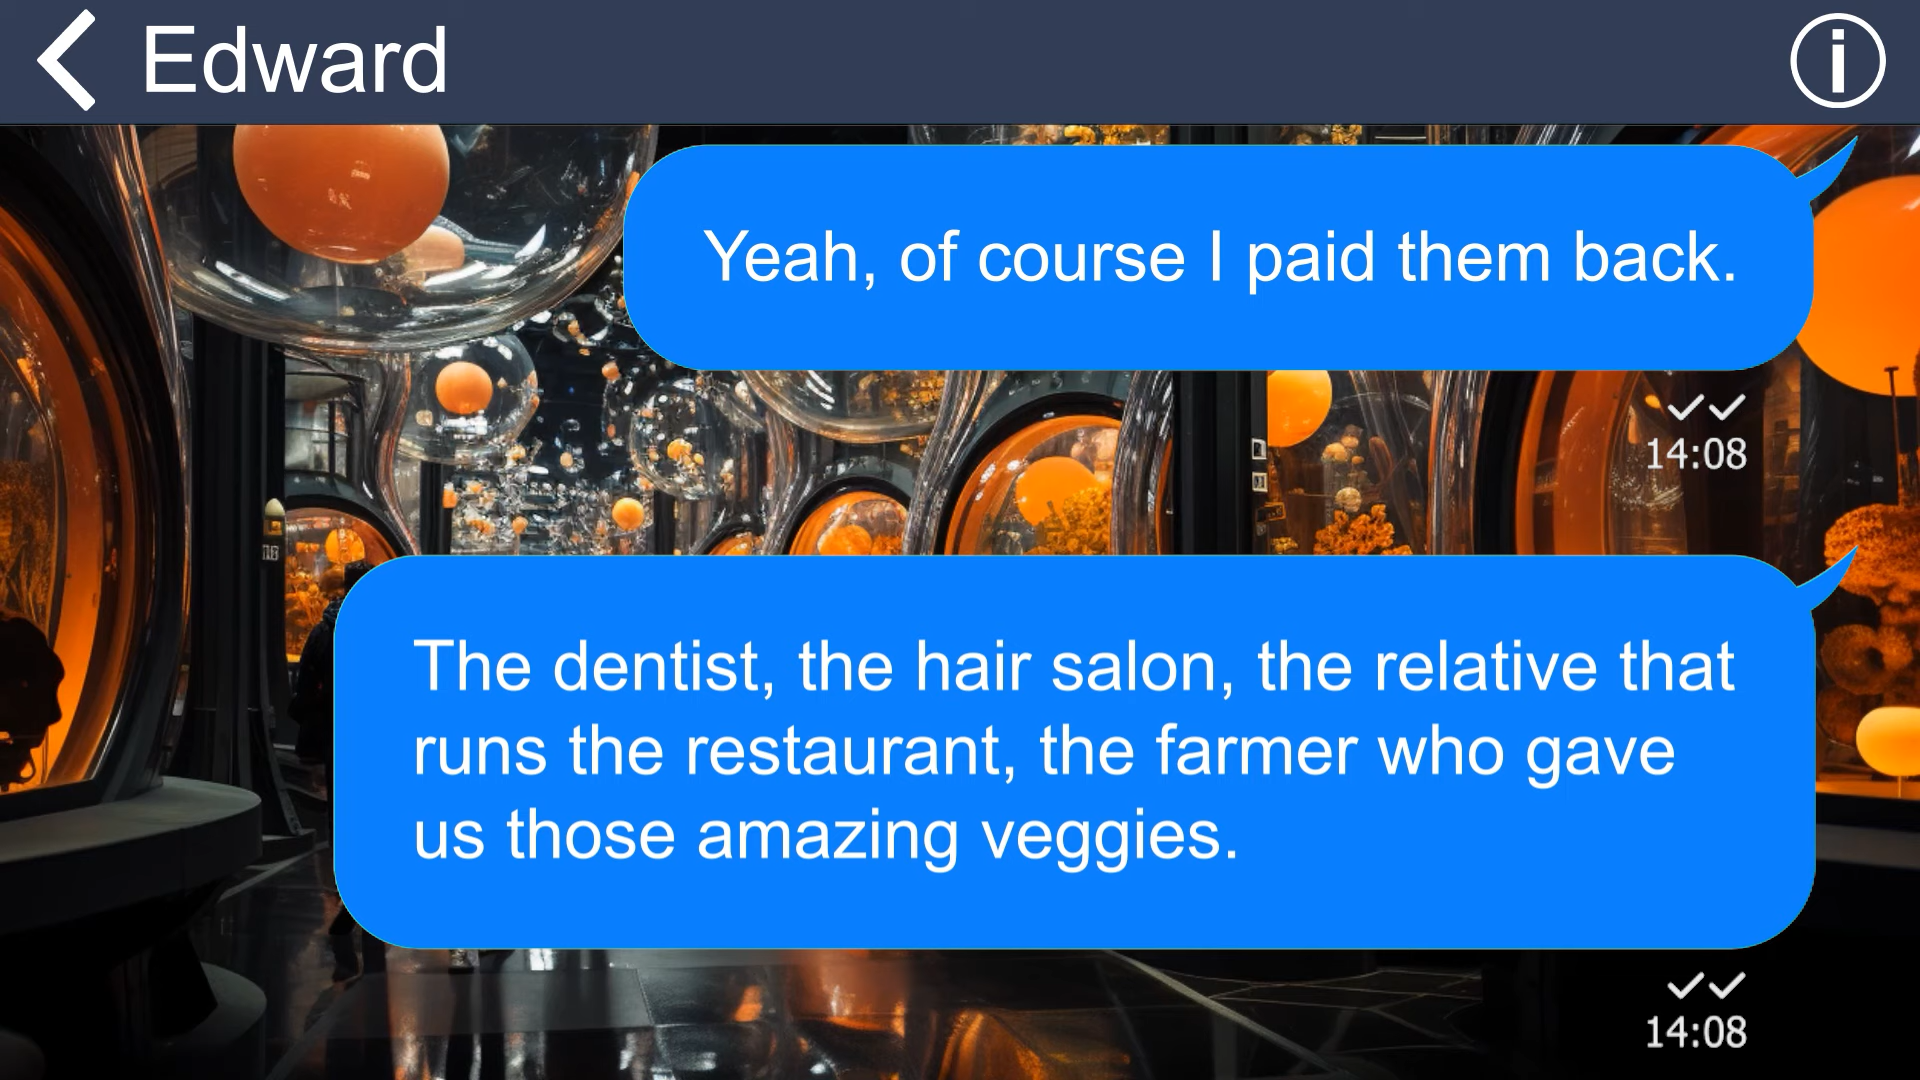 Edward
Yeah, of course I paid them back.
14:08
The dentist, the hair salon, the relative that
runs the restaurant, the farmer who gave
us those amazing veggies.
14:08